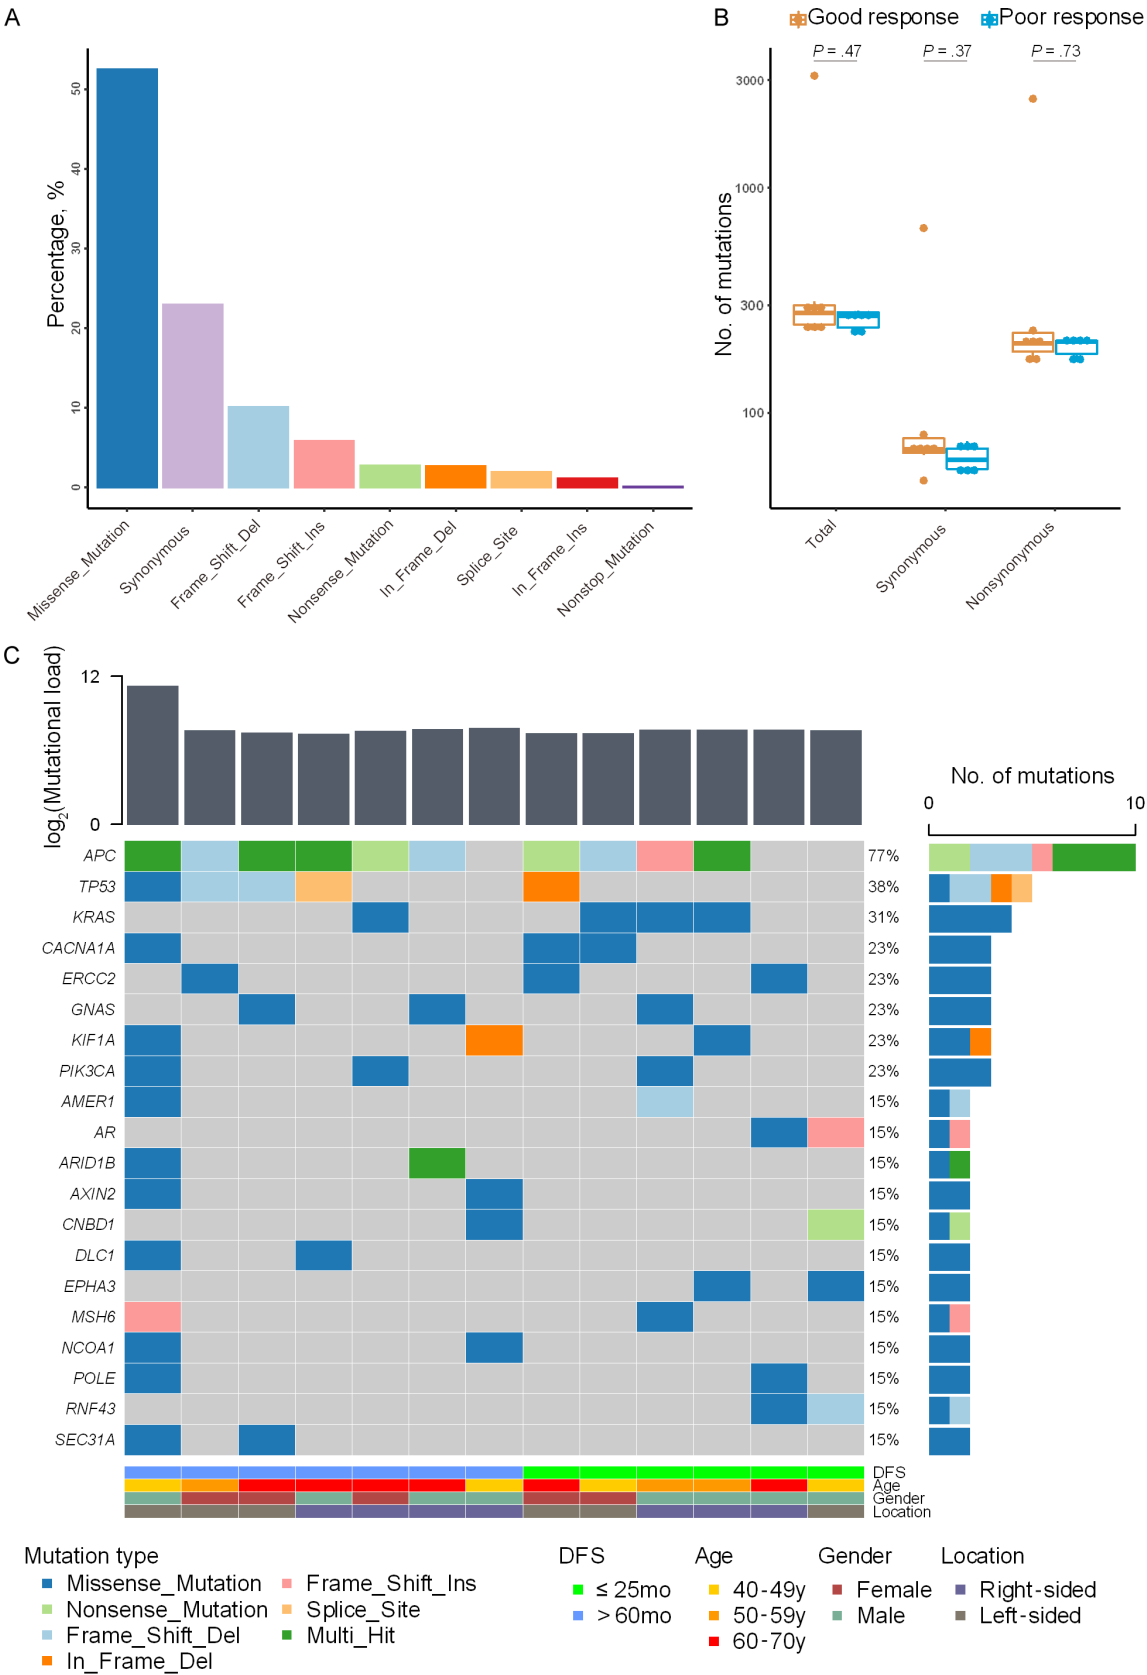 A
Percentage, %
50
40
30
20
10
0
Missense_Mutation
Synonymous
Frame_Shift_Del
Frame_Shift_Ins
Nonsense_Mutation
In_Frame_Del
Splice_Site
In_Frame_Ins
Nonstop_Mutation
B
Good response
Poor response
P = .47
P = .37
P = .73
No. of mutations
3000
1000
300
100
Total
Synonymous
Nonsynonymous
C
log2(Mutational load)
12
0
No. of mutations
0 10
APC 77%
TP53 38%
KRAS 31%
CACNA1A 23%
ERCC2 23%
GNAS 23%
KIF1A 23%
PIK3CA 23%
AMER1 15%
AR 15%
ARID1B 15%
AXIN2 15%
CNBD1 15%
DLC1 15%
EPHA3 15%
MSH6 15%
NCOA1 15%
POLE 15%
RNF43 15%
SEC31A 15%
DFS
Age
Gender
Location
Mutation type
Missense_Mutation
Nonsense_Mutation
Frame_Shift_Del
In_Frame_Del
Frame_Shift_Ins
Splice_Site
Multi_Hit
DFS
≤ 25mo
> 60mo
Age
40-49y
50-59y
60-70y
Gender
Female
Male
Location
Right-sided
Left-sided